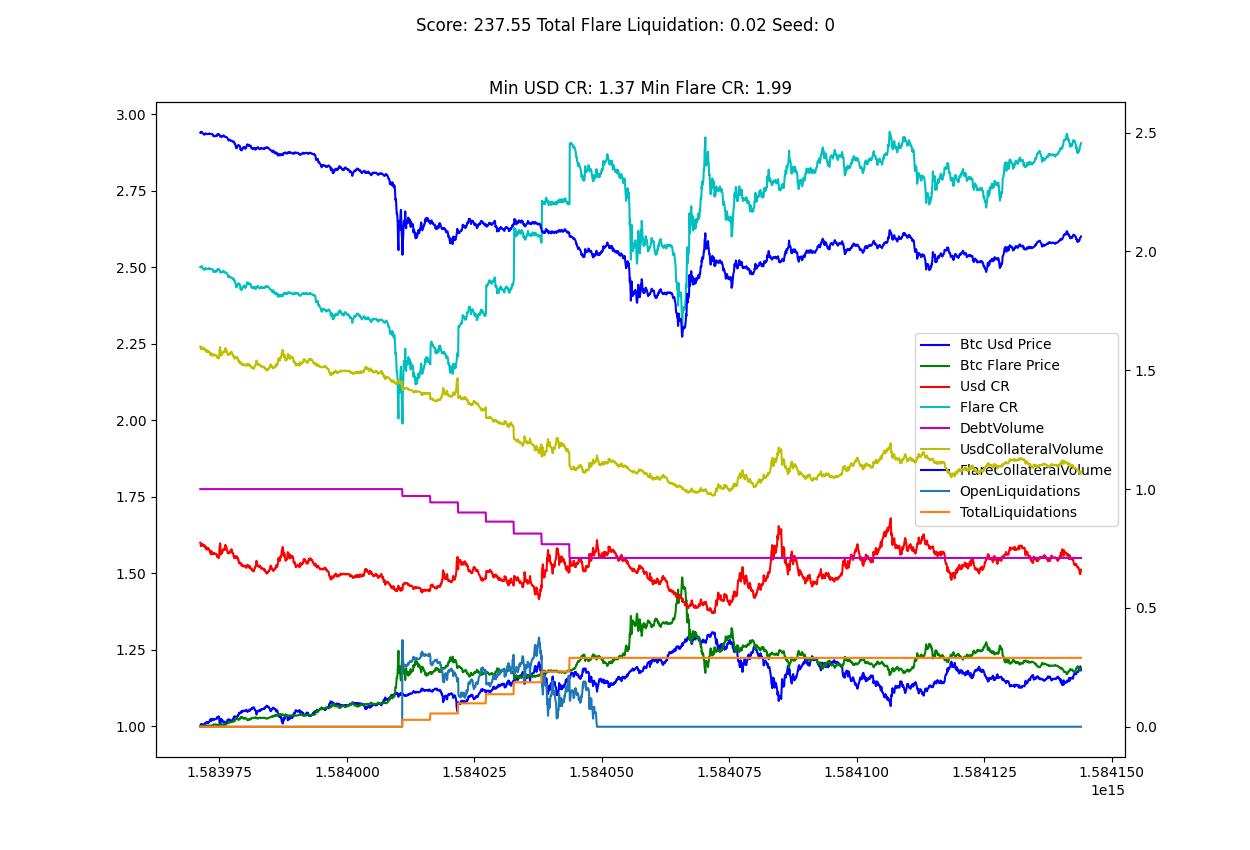 Score: 237.55 Total Flare Liquidation: 0.02 Seed: 0
Min USD CR: 1.37 Min Flare CR: 1.99
3.00
2.75
2.50
2.25
2.00
1.75
1.50
1.25
1.00
2.5
2.0
1.5
1.0
0.5
0.0
Btc Usd Price
Btc Flare Price
Usd CR
Flare CR
DebtVolume
UsdCollateralVolume
FlareCollateralVolume
OpenLiquidations
TotalLiquidations
1.583975
1.584000
1.584025
1.584050
1.584075
1.584100
1.584125
1.584150
1e15